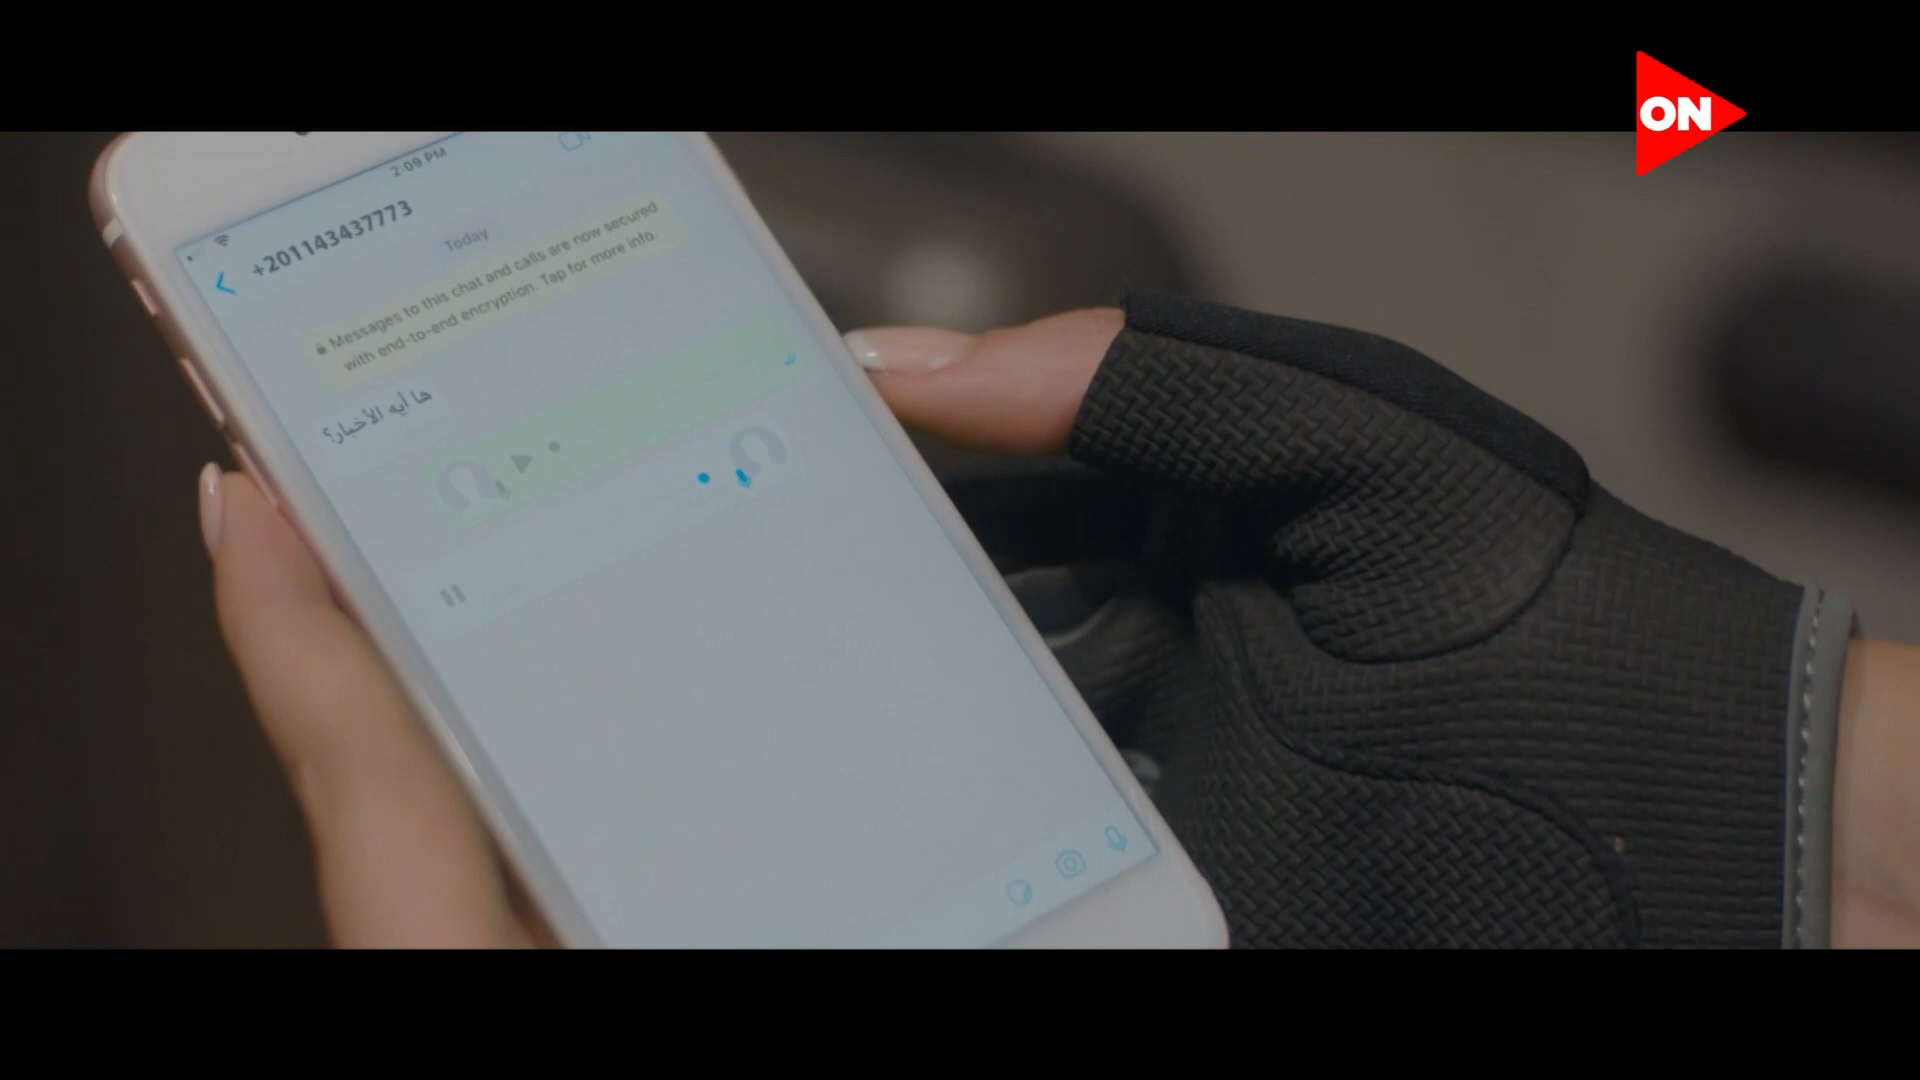 ON
2:09 PM
+201143437773
Today
Messages to this chat and calls are now secured
with end-to-end encryption. Tap for more info.
ها أيه الأخبار؟